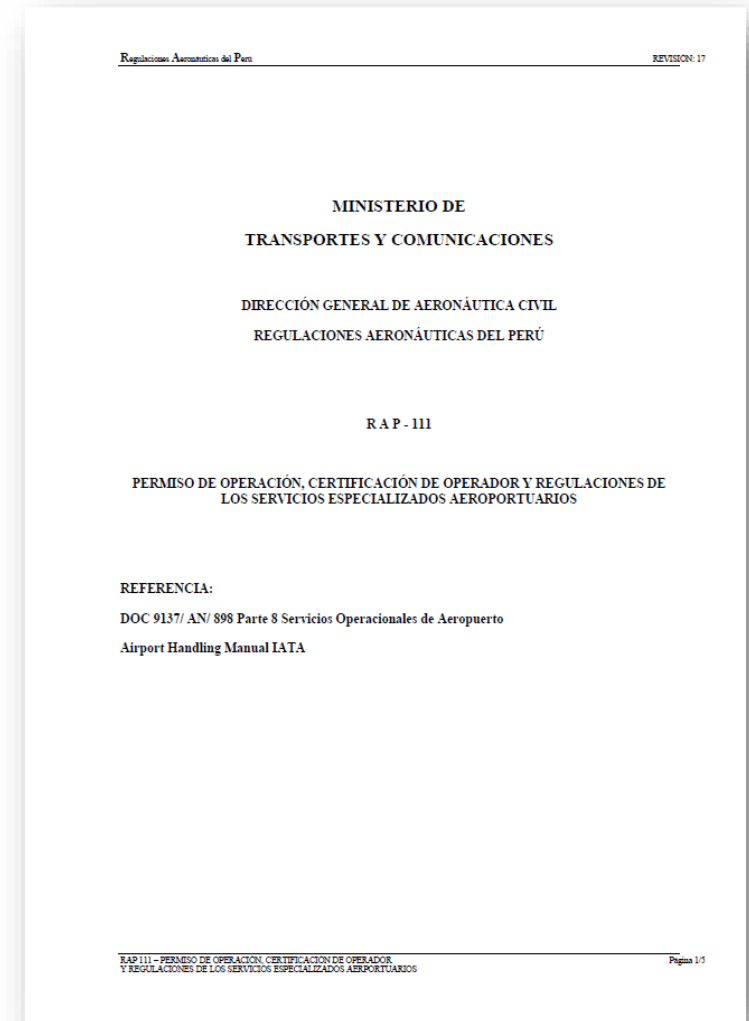 Regulaciones Aeronáuticas del Perú REVISIÓN: 17
MINISTERIO DE
TRANSPORTES Y COMUNICACIONES
DIRECCIÓN GENERAL DE AERONÁUTICA CIVIL
REGULACIONES AERONÁUTICAS DEL PERÚ
R A P - 111
PERMISO DE OPERACIÓN, CERTIFICACIÓN DE OPERADOR Y REGULACIONES DE
LOS SERVICIOS ESPECIALIZADOS AEROPORTUARIOS
REFERENCIA:
DOC 9137/ AN/ 898 Parte 8 Servicios Operacionales de Aeropuerto
Airport Handling Manual IATA
RAP 111 – PERMISO DE OPERACIÓN, CERTIFICACIÓN DE OPERADOR Página 1/5
Y REGULACIONES DE LOS SERVICIOS ESPECIALIZADOS AERPORTUARIOS